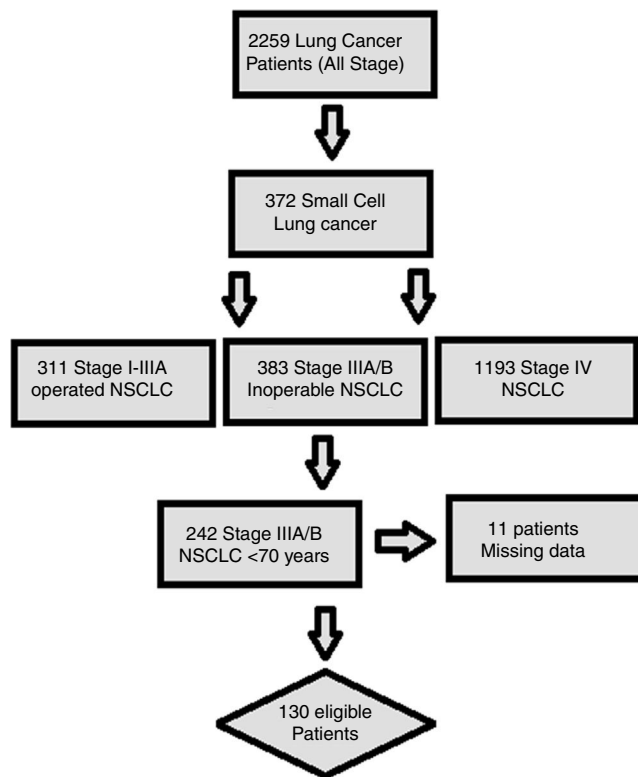 2259 Lung Cancer
Patients (All Stage)
372 Small Cell
Lung cancer
311 Stage I-IIIA
operated NSCLC
383 Stage IIIA/B
Inoperable NSCLC
1193 Stage IV
NSCLC
242 Stage IIIA/B
NSCLC <70 years
11 patients
Missing data
130 eligible
Patients